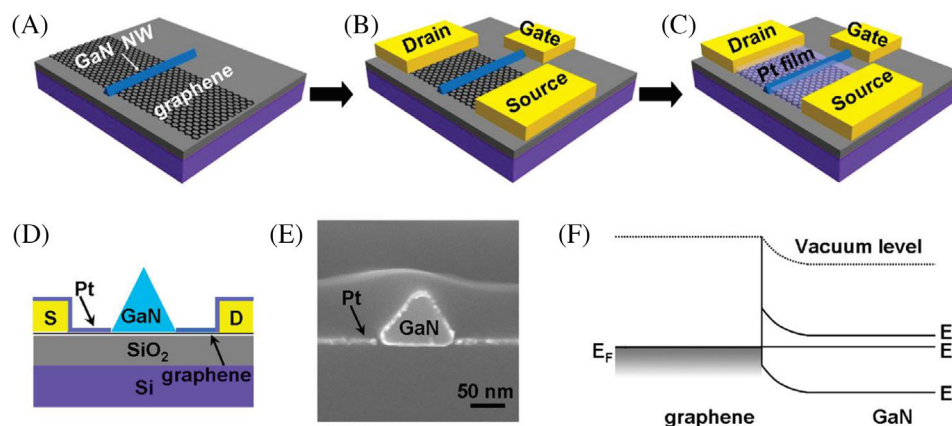 (A)
GaN NW
graphene
(B)
Drain
Gate
Source
(C)
Drain
Gate
Pt film
Source
(D)
Pt
S
GaN
D
SiO2
graphene
Si
(E)
Pt
GaN
50 nm
(F)
Vacuum level
E
EF
E
E
graphene
GaN